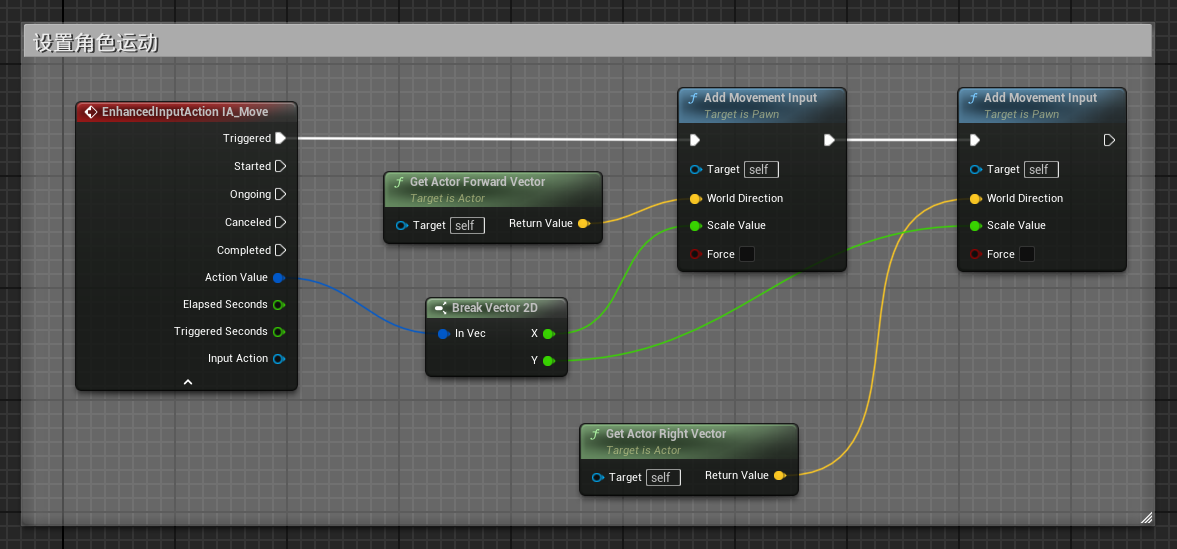 设置角色运动
EnhancedInputAction IA_Move
Triggered
Started
Ongoing
Canceled
Completed
Action Value
Elapsed Seconds
Triggered Seconds
Input Action
Get Actor Forward Vector
Target is Actor
Target self Return Value
Break Vector 2D
In Vec X
Y
Get Actor Right Vector
Target is Actor
Target self Return Value
Add Movement Input
Target is Pawn
Target self
World Direction
Scale Value
Force
Add Movement Input
Target is Pawn
Target self
World Direction
Scale Value
Force